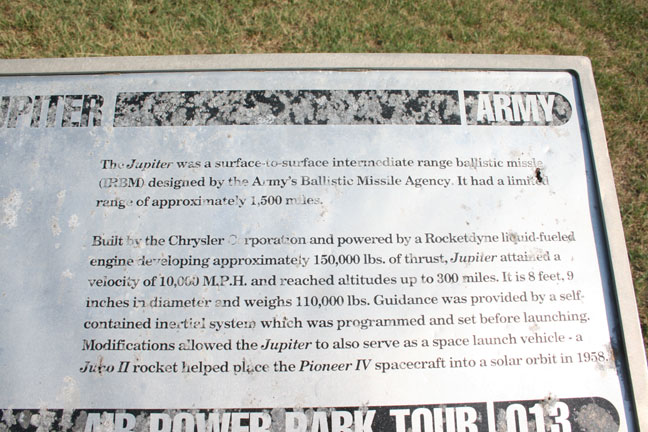 JUPITER ARMY
The Jupiter was a surface-to-surface intermediate range ballistic missile
(IRBM) designed by the Army's Ballistic Missile Agency. It had a limited
range of approximately 1,500 miles.
Built by the Chrysler Corporation and powered by a Rocketdyne liquid-fueled
engine developing approximately 150,000 lbs. of thrust, Jupiter attained a
velocity of 10,000 M.P.H. and reached altitudes up to 300 miles. It is 8 feet, 9
inches in diameter and weighs 110,000 lbs. Guidance was provided by a self-
contained inertial system which was programmed and set before launching.
Modifications allowed the Jupiter to also serve as a space launch vehicle - a
Juno II rocket helped place the Pioneer IV spacecraft into a solar orbit in 1958.
AIR POWER PARK TOUR 013